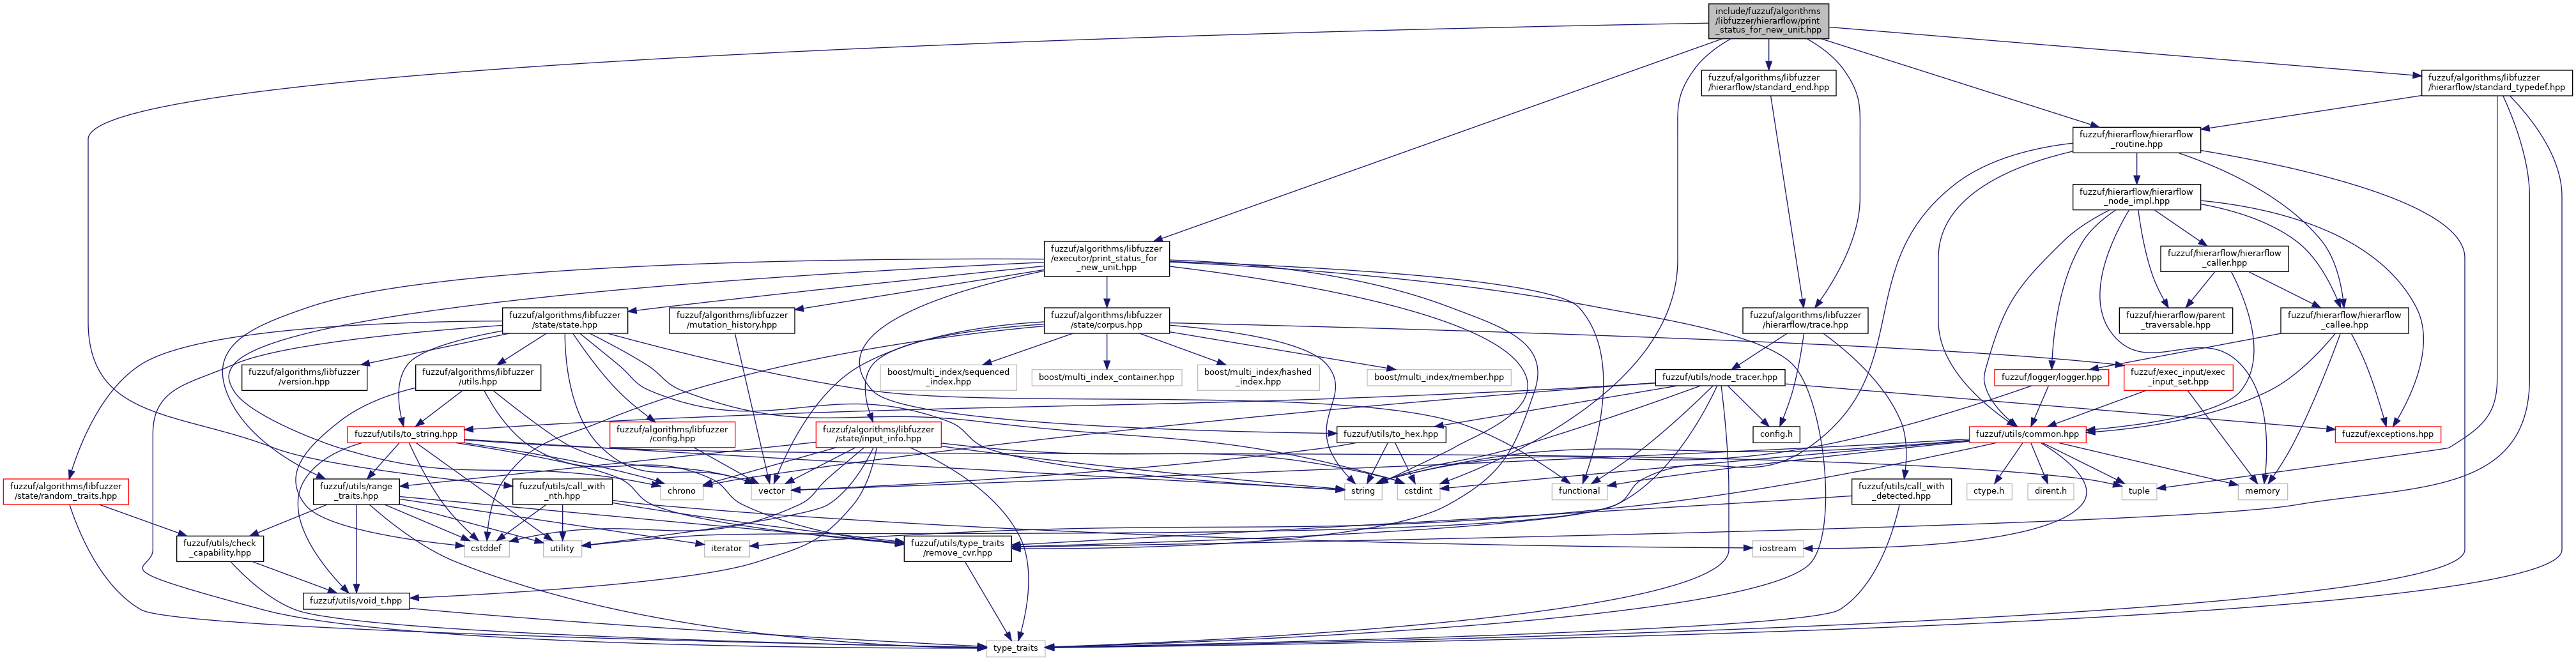 include/fuzzuf/algorithms
/libfuzzer/hierarflow/print
_status_for_new_unit.hpp
fuzzuf/algorithms/libfuzzer
/hierarflow/standard_end.hpp
fuzzuf/algorithms/libfuzzer
/hierarflow/standard_typedef.hpp
fuzzuf/hierarflow/hierarflow
_routine.hpp
fuzzuf/hierarflow/hierarflow
_node_impl.hpp
fuzzuf/algorithms/libfuzzer
/executor/print_status_for
_new_unit.hpp
fuzzuf/hierarflow/hierarflow
_caller.hpp
fuzzuf/algorithms/libfuzzer
/state/state.hpp
fuzzuf/algorithms/libfuzzer
/mutation_history.hpp
fuzzuf/algorithms/libfuzzer
/state/corpus.hpp
fuzzuf/algorithms/libfuzzer
/hierarflow/trace.hpp
fuzzuf/hierarflow/parent
_traversable.hpp
fuzzuf/hierarflow/hierarflow
_callee.hpp
fuzzuf/algorithms/libfuzzer
/version.hpp
fuzzuf/algorithms/libfuzzer
/utils.hpp
boost/multi_index/sequenced
_index.hpp
boost/multi_index_container.hpp
boost/multi_index/hashed
_index.hpp
boost/multi_index/member.hpp
fuzzuf/utils/node_tracer.hpp
fuzzuf/logger/logger.hpp
fuzzuf/exec_input/exec
_input_set.hpp
fuzzuf/utils/to_string.hpp
fuzzuf/algorithms/libfuzzer
/config.hpp
fuzzuf/algorithms/libfuzzer
/state/input_info.hpp
fuzzuf/utils/to_hex.hpp
config.h
fuzzuf/utils/common.hpp
fuzzuf/exceptions.hpp
fuzzuf/algorithms/libfuzzer
/state/random_traits.hpp
fuzzuf/utils/range
_traits.hpp
fuzzuf/utils/call_with
_nth.hpp
chrono
vector
string
cstdint
functional
fuzzuf/utils/call_with
_detected.hpp
ctype.h
dirent.h
tuple
memory
fuzzuf/utils/check
_capability.hpp
cstddef
utility
iterator
fuzzuf/utils/type_traits
/remove_cvr.hpp
iostream
fuzzuf/utils/void_t.hpp
type_traits